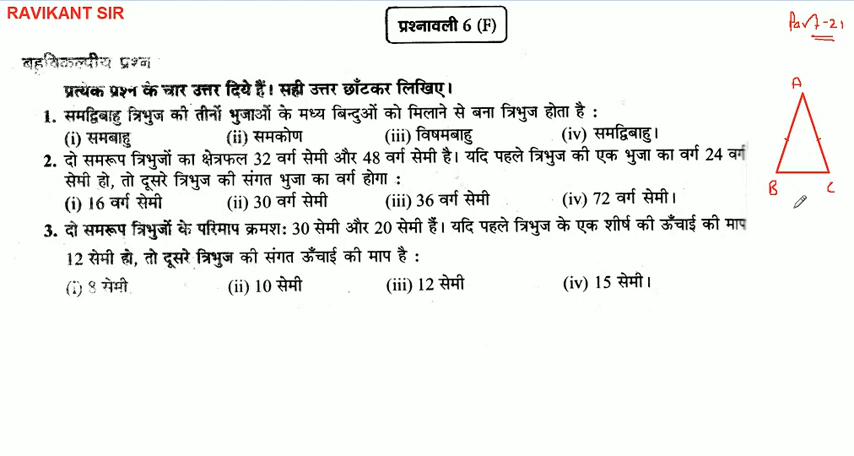 RAVIKANT SIR
प्रश्नावली 6 (F)
Part-21
बहुविकल्पीय प्रश्न
प्रत्येक प्रश्न के चार उत्तर दिये हैं। सही उत्तर छाँटकर लिखिए।
1. समद्विबाहु त्रिभुज की तीनों भुजाओं के मध्य बिन्दुओं को मिलाने से बना त्रिभुज होता है :
(i) समबाहु (ii) समकोण (iii) विषमबाहु (iv) समद्विबाहु।
2. दो समरूप त्रिभुजों का क्षेत्रफल 32 वर्ग सेमी और 48 वर्ग सेमी है। यदि पहले त्रिभुज की एक भुजा का वर्ग 24 वर्ग
सेमी हो, तो दूसरे त्रिभुज की संगत भुजा का वर्ग होगा :
(i) 16 वर्ग सेमी (ii) 30 वर्ग सेमी (iii) 36 वर्ग सेमी (iv) 72 वर्ग सेमी।
3. दो समरूप त्रिभुजों के परिमाप क्रमश: 30 सेमी और 20 सेमी हैं। यदि पहले त्रिभुज के एक शीर्ष की ऊँचाई की माप
12 सेमी हो, तो दूसरे त्रिभुज की संगत ऊँचाई की माप है :
(i) 8 सेमी (ii) 10 सेमी (iii) 12 सेमी (iv) 15 सेमी।
A
B C